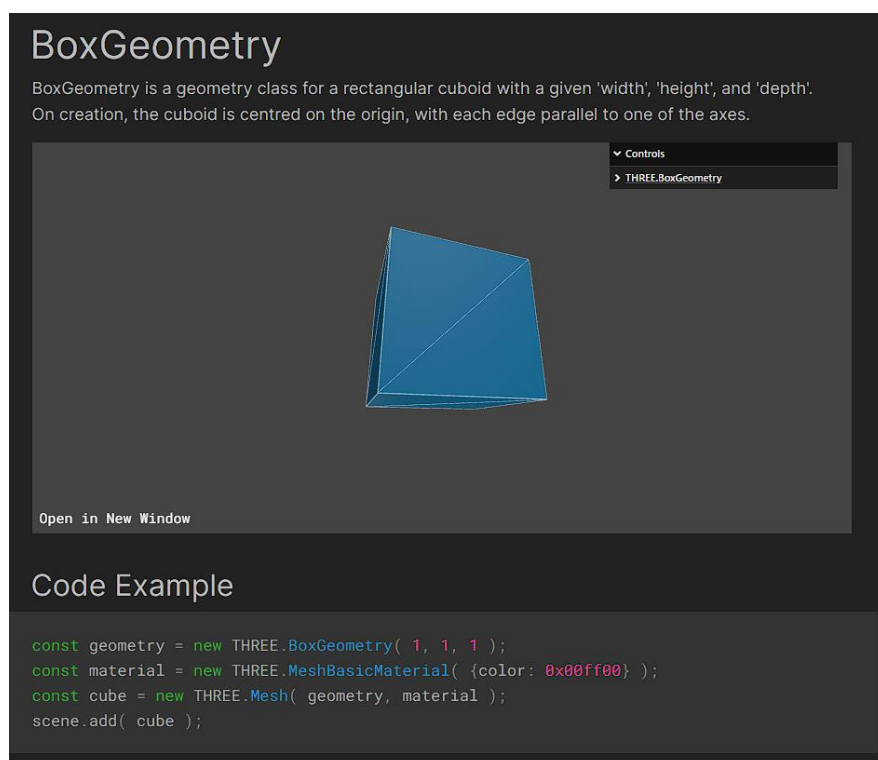 BoxGeometry
BoxGeometry is a geometry class for a rectangular cuboid with a given 'width', 'height', and 'depth'.
On creation, the cuboid is centred on the origin, with each edge parallel to one of the axes.
Controls
THREE.BoxGeometry
Open in New Window
Code Example
const geometry = new THREE.BoxGeometry( 1, 1, 1 );
const material = new THREE.MeshBasicMaterial( {color: 0x00ff00} );
const cube = new THREE.Mesh( geometry, material );
scene.add( cube );